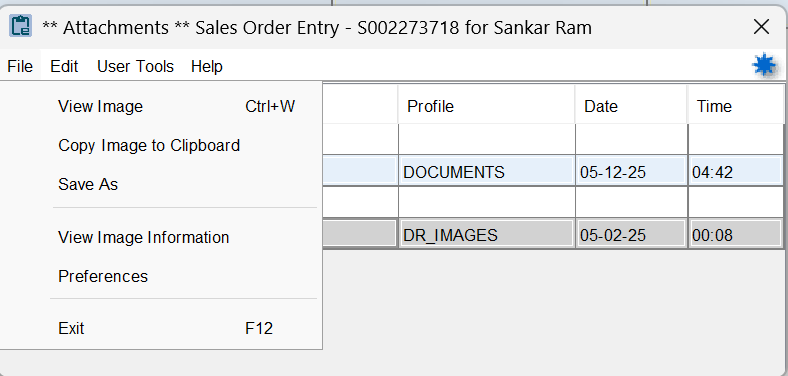 ** Attachments ** Sales Order Entry - S002273718 for Sankar Ram
File Edit User Tools Help
View Image Ctrl+W Profile Date Time
Copy Image to Clipboard
Save As DOCUMENTS 05-12-25 04:42
View Image Information DR_IMAGES 05-02-25 00:08
Preferences
Exit F12